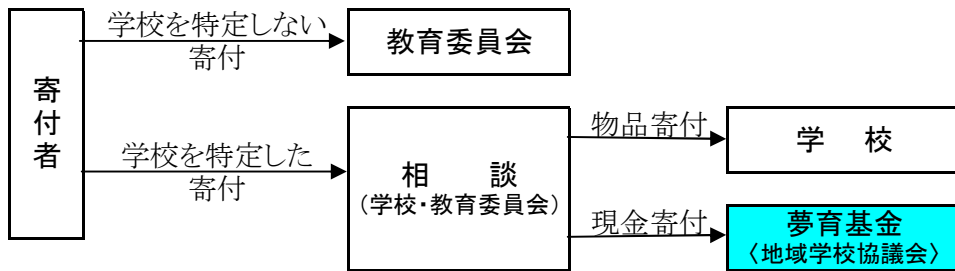 寄付者
学校を特定しない
寄付
教育委員会
学校を特定した
寄付
相　　談
（学校・教育委員会）
物品寄付
学　　校
現金寄付
夢育基金
〈地域学校協議会〉